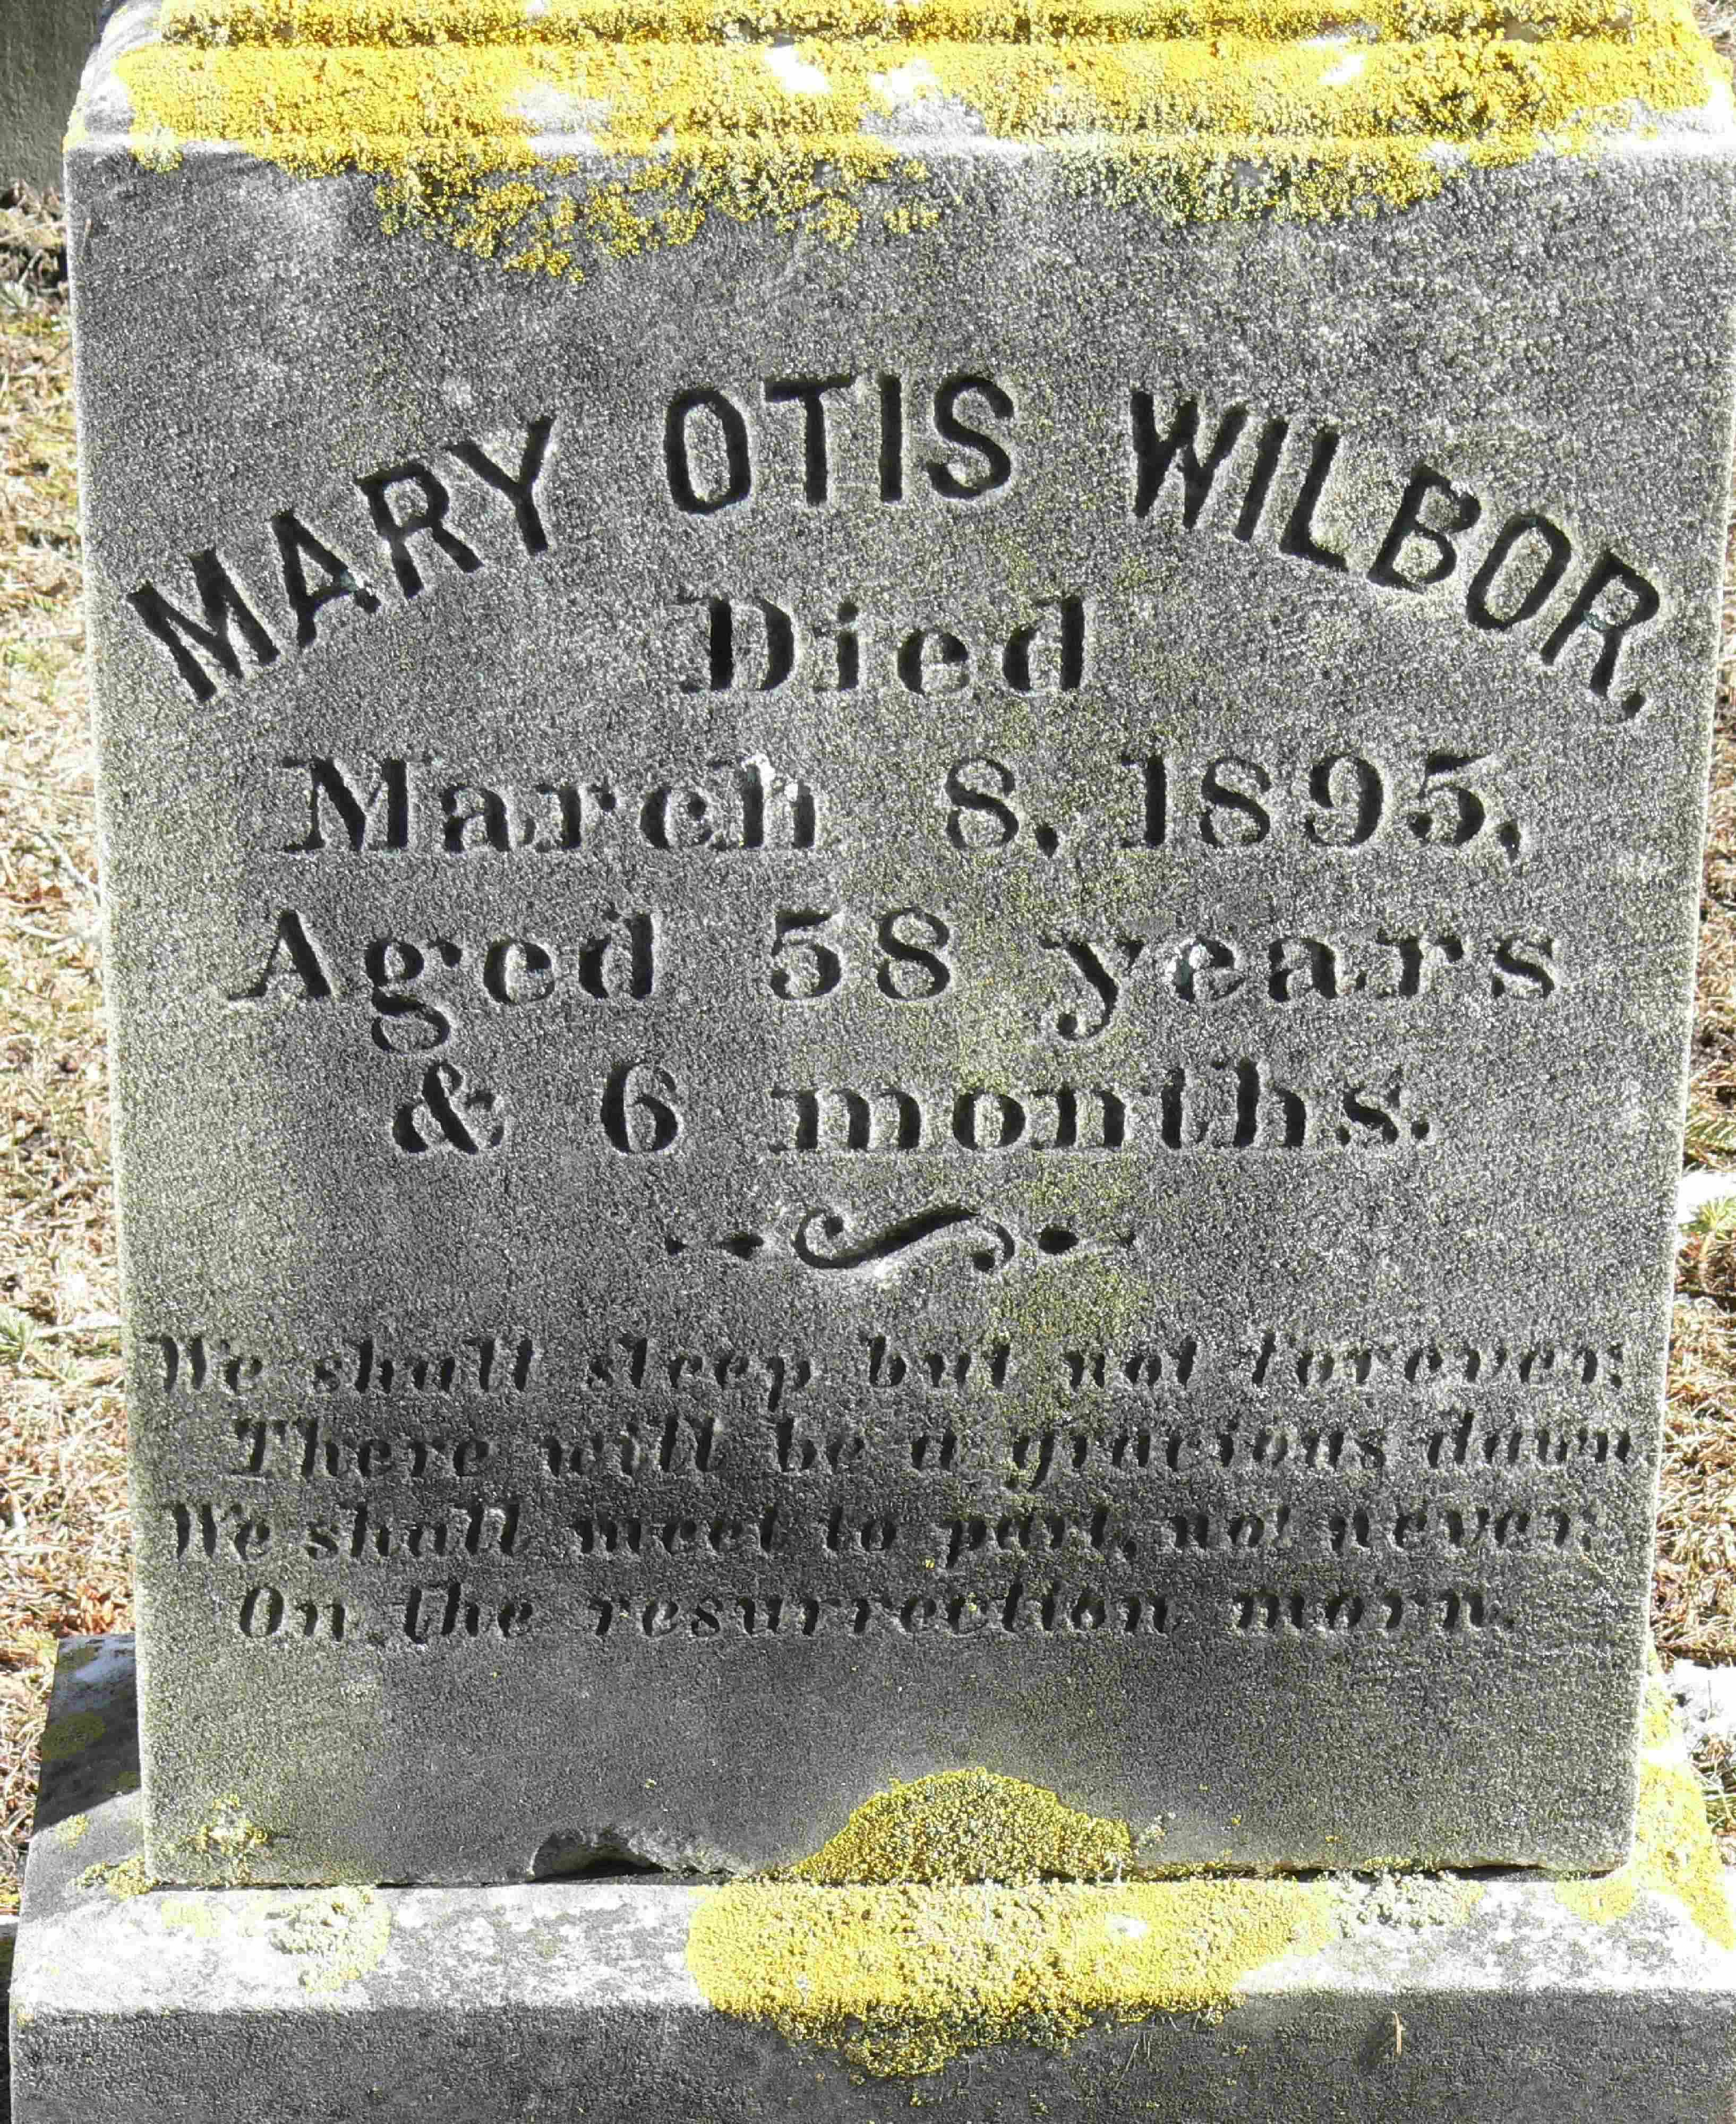 MARY OTIS WILBOR.
Died
March 8, 1895,
Aged 58 years
& 6 months.
We shall sleep but not forever;
There will be a gracious dawn
We shall meet to part, no! never;
On the resurrection morn.